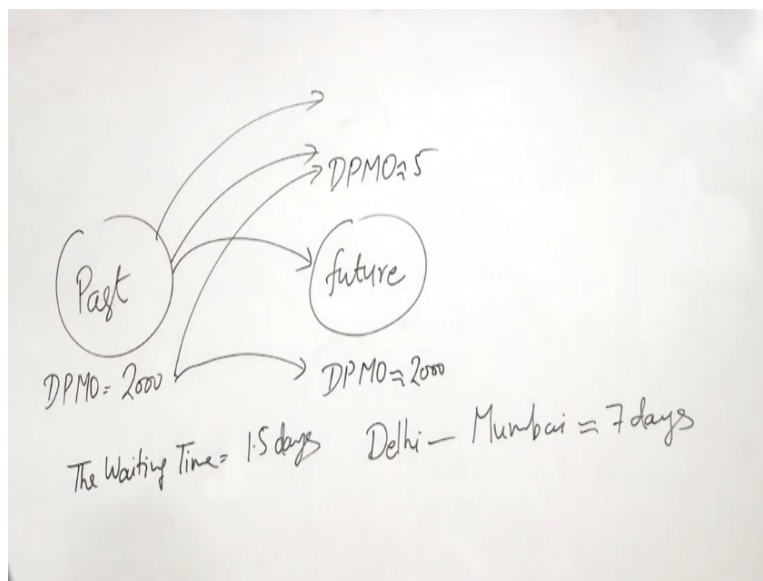 DPMO≈5
Past
future
DPMO = 2000
DPMO≈2000
The Waiting Time = 1.5 days
Delhi – Mumbai ≈ 7 days